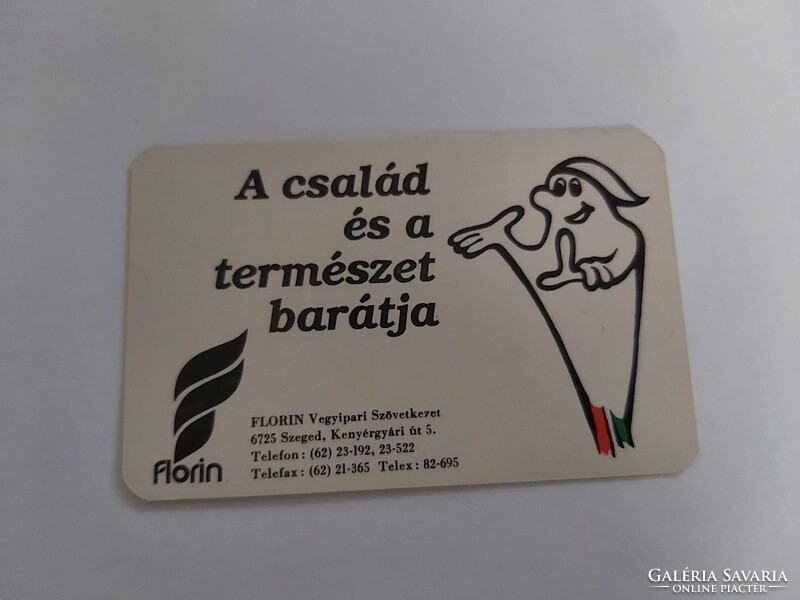 A család
és a
természet
barátja
florin
FLORIN Vegyipari Szövetkezet
6725 Szeged, Kenyérgyári út 5.
Telefon: (62) 23-192, 23-522
Telefax: (62) 21-365 Telex: 82-695
GALÉRIA SAVARIA
ONLINE PIACTÉR